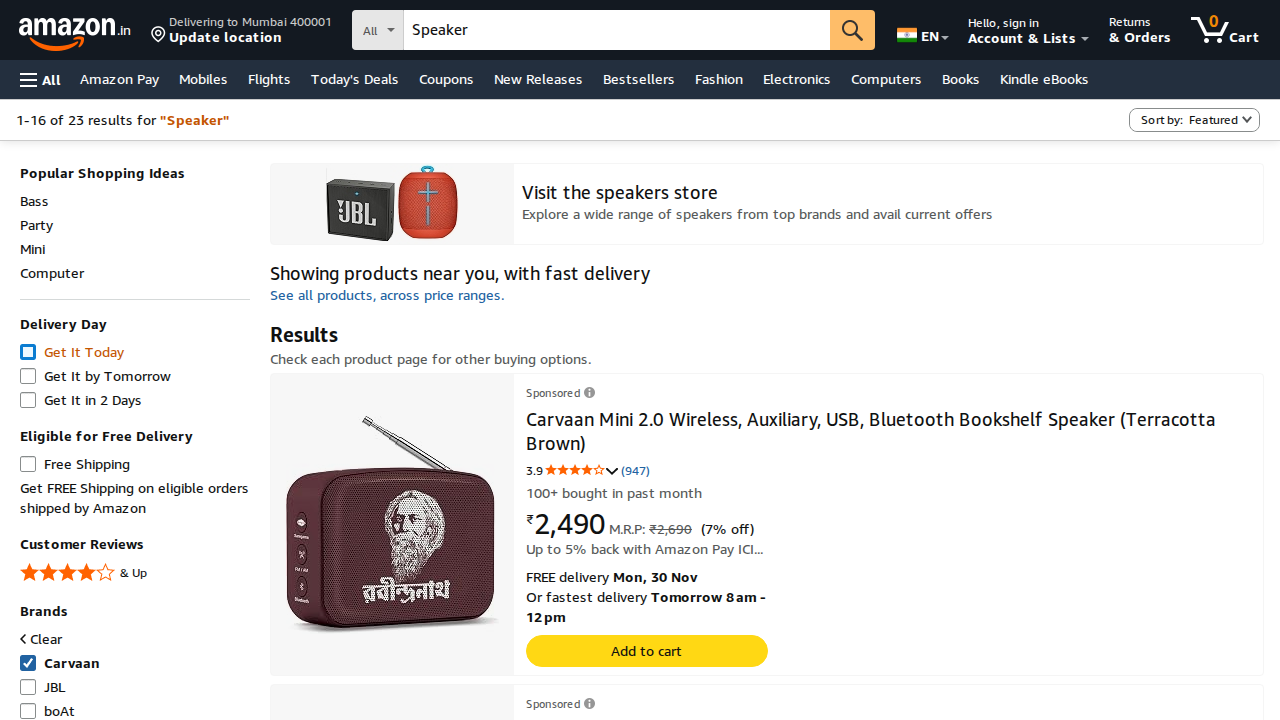 amazon.in
Delivering to Mumbai 400001
Update location
All
Speaker
EN
Hello, sign in
Account & Lists
Returns
& Orders
0
Cart
All
Amazon Pay
Mobiles
Flights
Today's Deals
Coupons
New Releases
Bestsellers
Fashion
Electronics
Computers
Books
Kindle eBooks
1-16 of 23 results for "Speaker"
Sort by: Featured
Popular Shopping Ideas
Bass
Party
Mini
Computer
Delivery Day
Get It Today
Get It by Tomorrow
Get It in 2 Days
Eligible for Free Delivery
Free Shipping
Get FREE Shipping on eligible orders
shipped by Amazon
Customer Reviews
& Up
Brands
Clear
Carvaan
JBL
boAt
JBL
Visit the speakers store
Explore a wide range of speakers from top brands and avail current offers
Showing products near you, with fast delivery
See all products, across price ranges.
Results
Check each product page for other buying options.
রবীন্দ্রনাথ
Sponsored
Carvaan Mini 2.0 Wireless, Auxiliary, USB, Bluetooth Bookshelf Speaker (Terracotta
Brown)
3.9 (947)
100+ bought in past month
₹2,490 M.R.P: ₹2,690 (7% off)
Up to 5% back with Amazon Pay ICI…
FREE delivery Mon, 30 Nov
Or fastest delivery Tomorrow 8 am -
12 pm
Add to cart
Sponsored